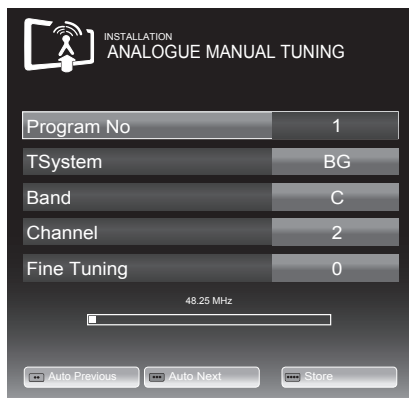 INSTALLATION
ANALOGUE MANUAL TUNING
Program No 1
TSystem BG
Band C
Channel 2
Fine Tuning 0
48.25 MHz
Auto Previous Auto Next Store